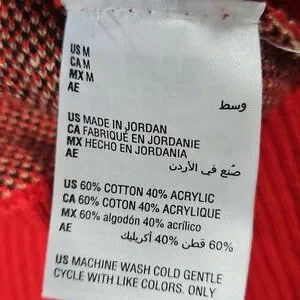 US M
CA M
MX M
AE
وسط
US MADE IN JORDAN
CA FABRIQUÉ EN JORDANIE
MX HECHO EN JORDANIA
AE
صُنع في الأردن
US 60% COTTON 40% ACRYLIC
CA 60% COTON 40% ACRYLIQUE
MX 60% algodón 40% acrílico
AE
60% قطن 40% أكريليك
US MACHINE WASH COLD GENTLE
CYCLE WITH LIKE COLORS. ONLY